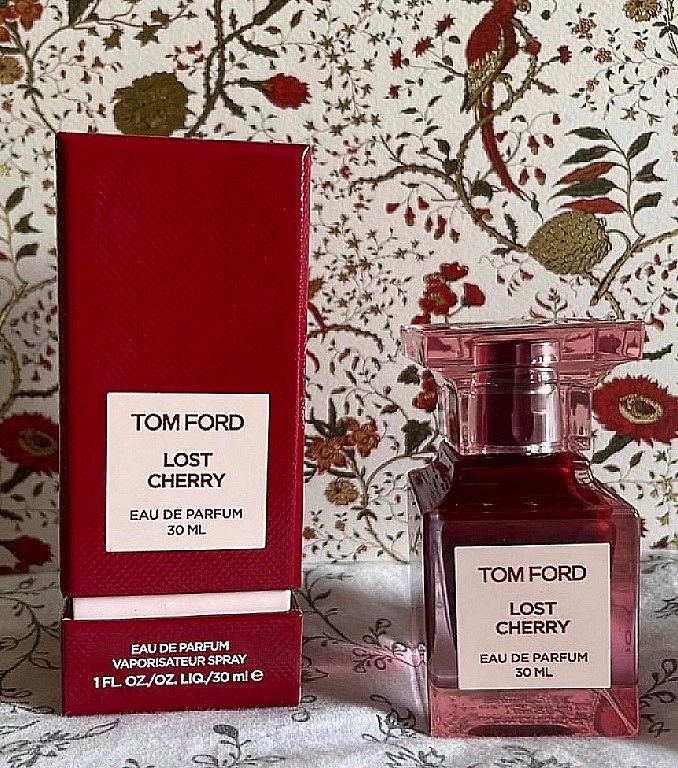 TOM FORD
LOST
CHERRY
EAU DE PARFUM
30 ML
EAU DE PARFUM
VAPORISATEUR SPRAY
1 FL. OZ./OZ. LIQ./30 ml e
TOM FORD
LOST
CHERRY
EAU DE PARFUM
30 ML